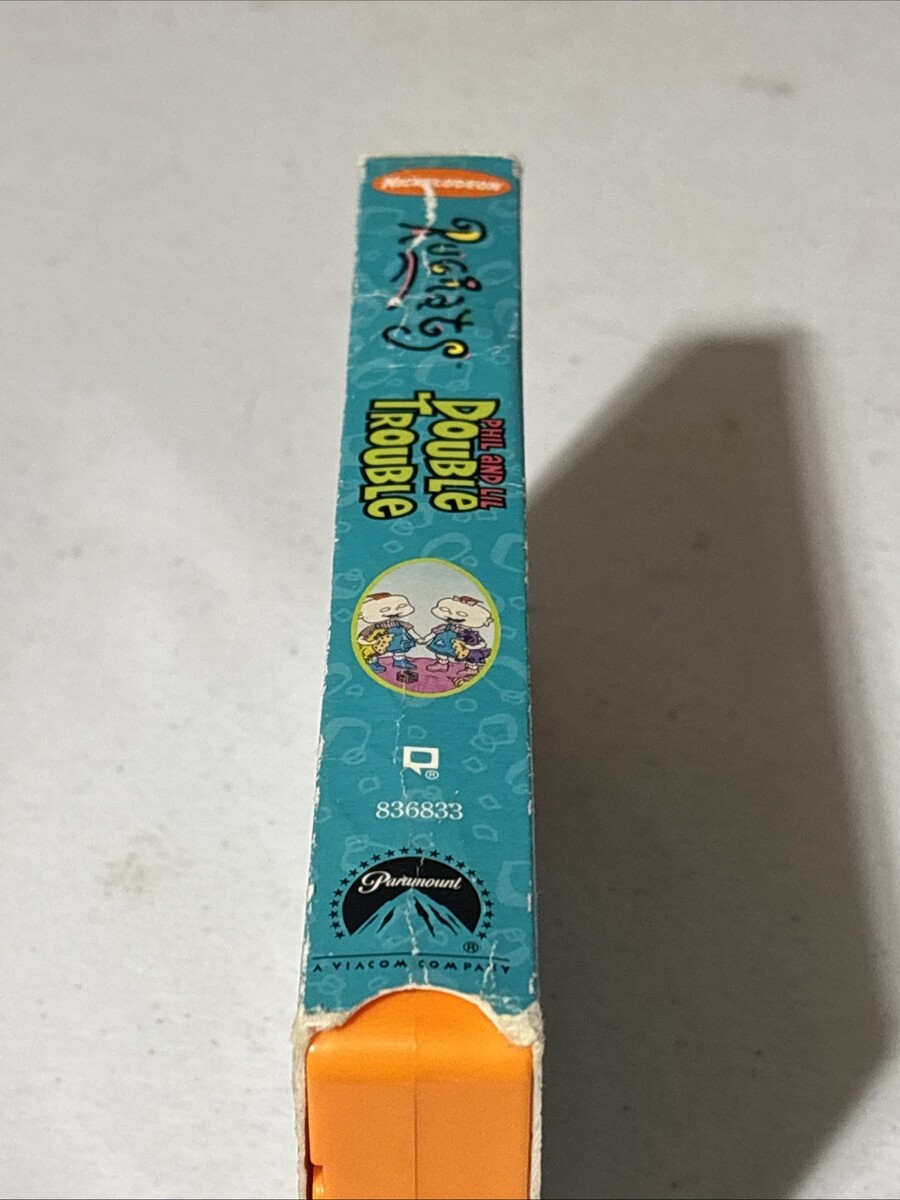 NICKELODEON
RUGRatS
PHIL aND LIL
DOUBLE
TROUBLE
®
836833
Paramount
®
A VIACOM COMPANY